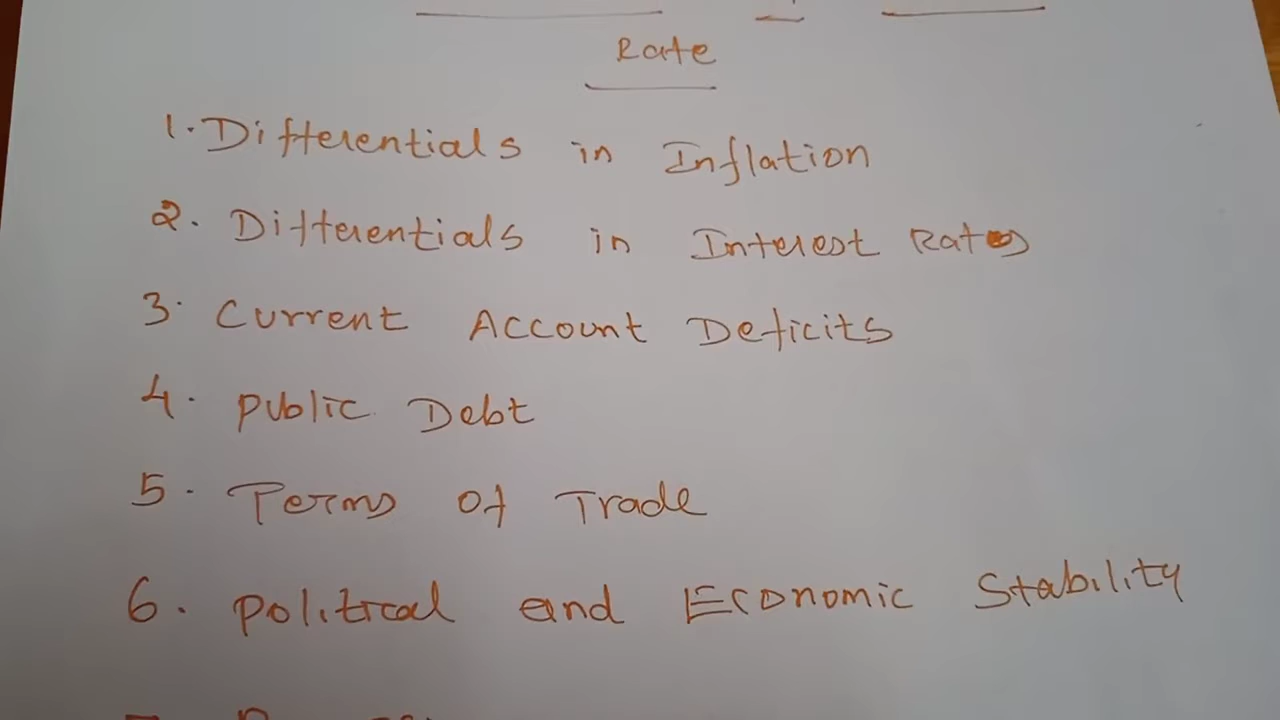 Rate
1. Differentials in Inflation
2. Differentials in Interest Rates
3. Current Account Deficits
4. Public Debt
5. Terms of Trade
6. Political and Economic Stability